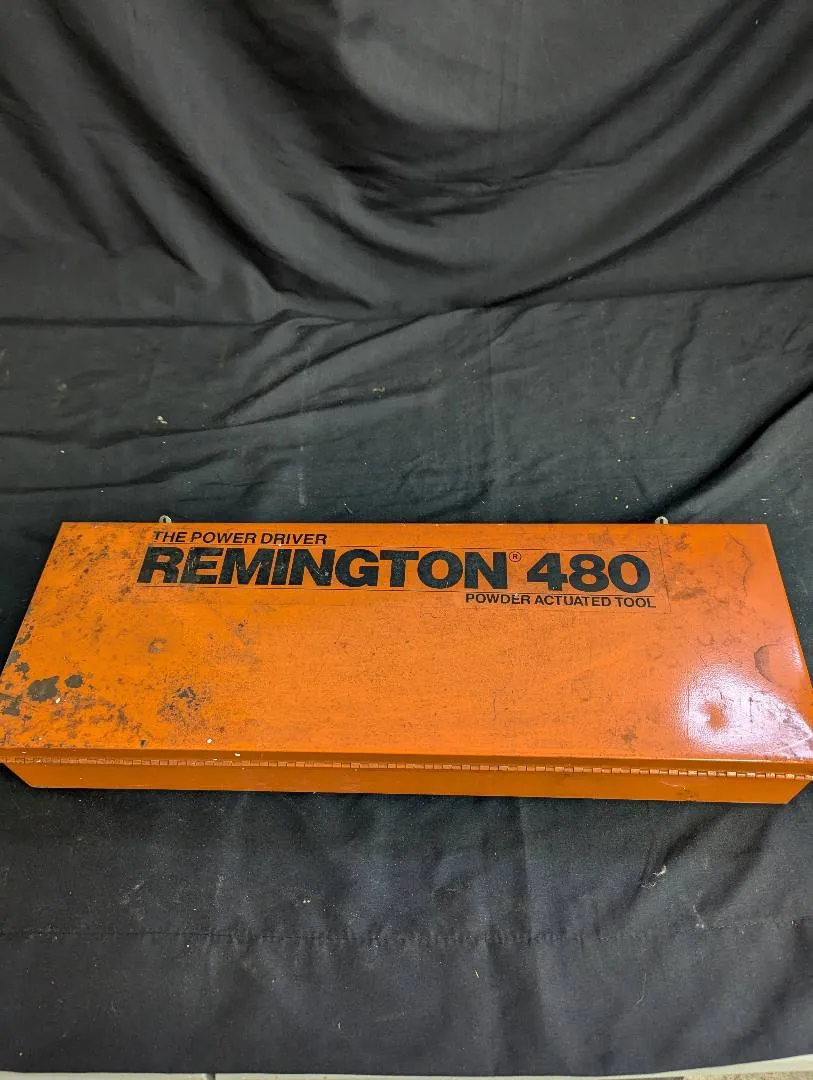 THE POWER DRIVER
REMINGTON® 480
POWDER ACTUATED TOOL